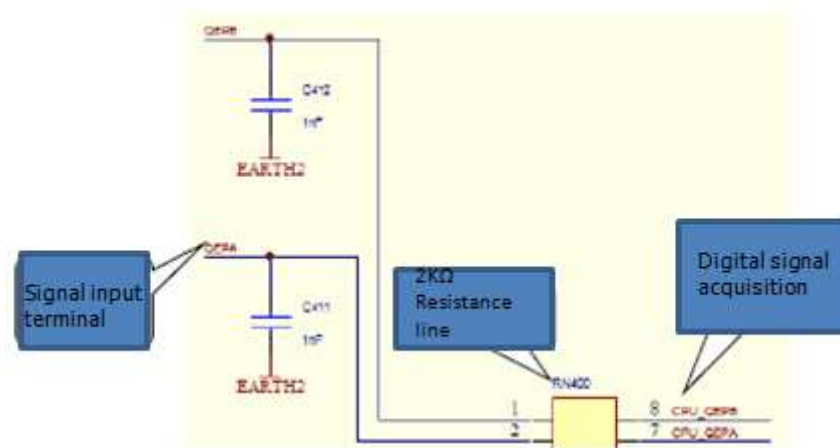 QEPB
C412
1nF
EARTH2
QEPA
Signal input
terminal
C411
1nF
EARTH2
2KΩ
Resistance
line
Digital signal
acquisition
RN400
1
8 CPU_QEPB
2
7 CPU_QEPA